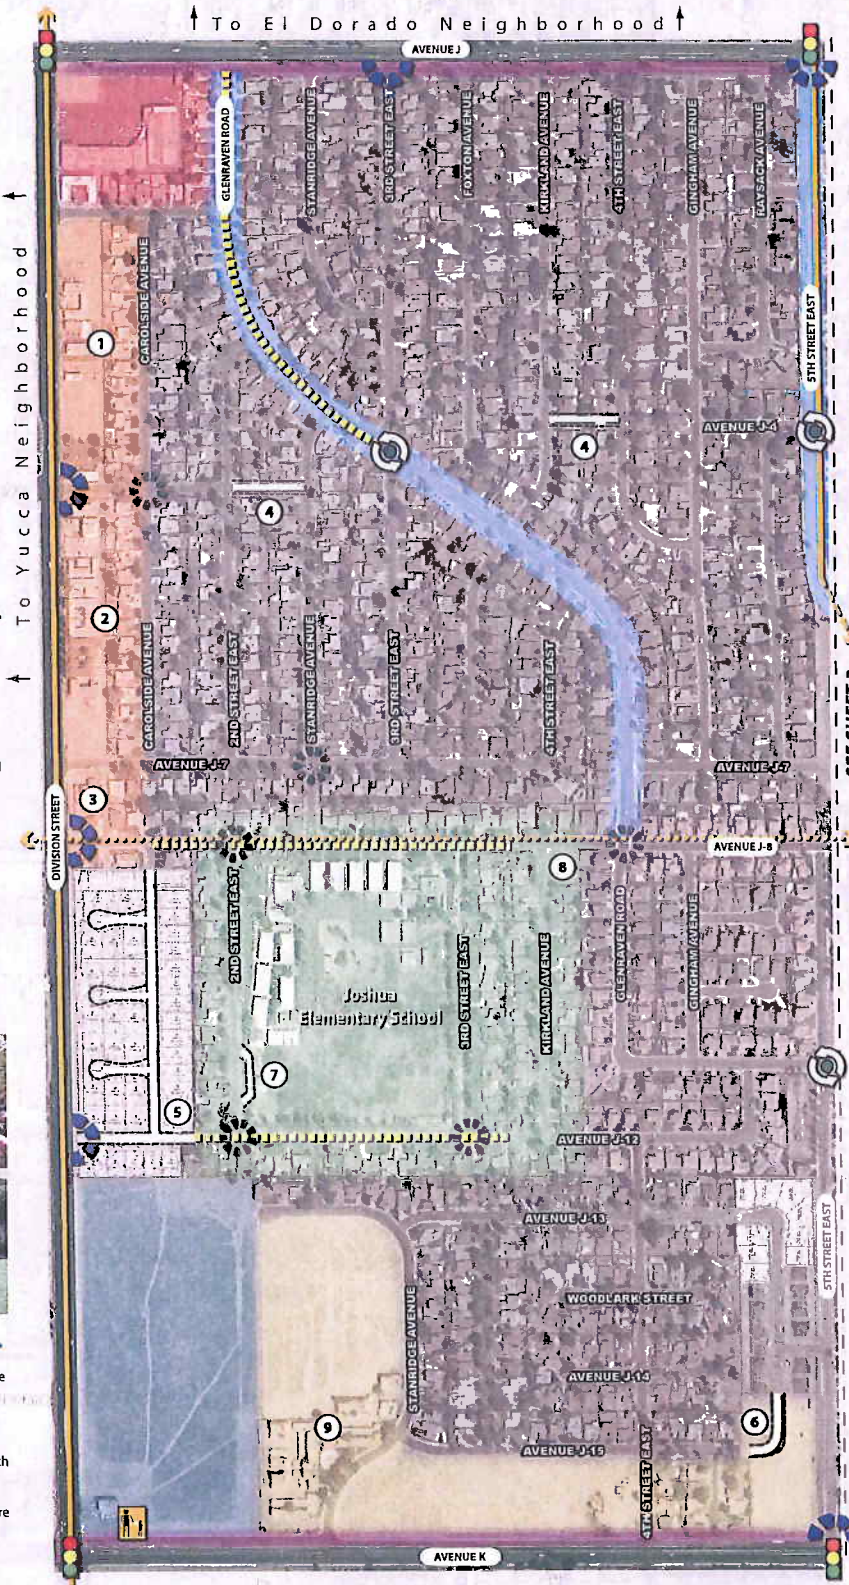 To El Dorado Neighborhood
AVENUE J
To Yucca Neighborhood
GLENRAVEN ROAD
STANRIDGE AVENUE
3RD STREET EAST
FOXTON AVENUE
KIRKLAND AVENUE
4TH STREET EAST
GINGHAM AVENUE
RAYSACK AVENUE
5TH STREET EAST
CAROLSIDE AVENUE
1
AVENUE J-4
4
4
2
CAROLSIDE AVENUE
2ND STREET EAST
STANRIDGE AVENUE
3RD STREET EAST
4TH STREET EAST
AVENUE J-7
AVENUE J-7
3
DIVISION STREET
AVENUE J-8
8
2ND STREET EAST
Joshua
Elementary School
3RD STREET EAST
KIRKLAND AVENUE
GLENRAVEN ROAD
GINGHAM AVENUE
7
5
AVENUE J-12
AVENUE J-13
5TH STREET EAST
WOODLARK STREET
STANRIDGE AVENUE
AVENUE J-14
9
6
AVENUE J-15
4TH STREET EAST
AVENUE K